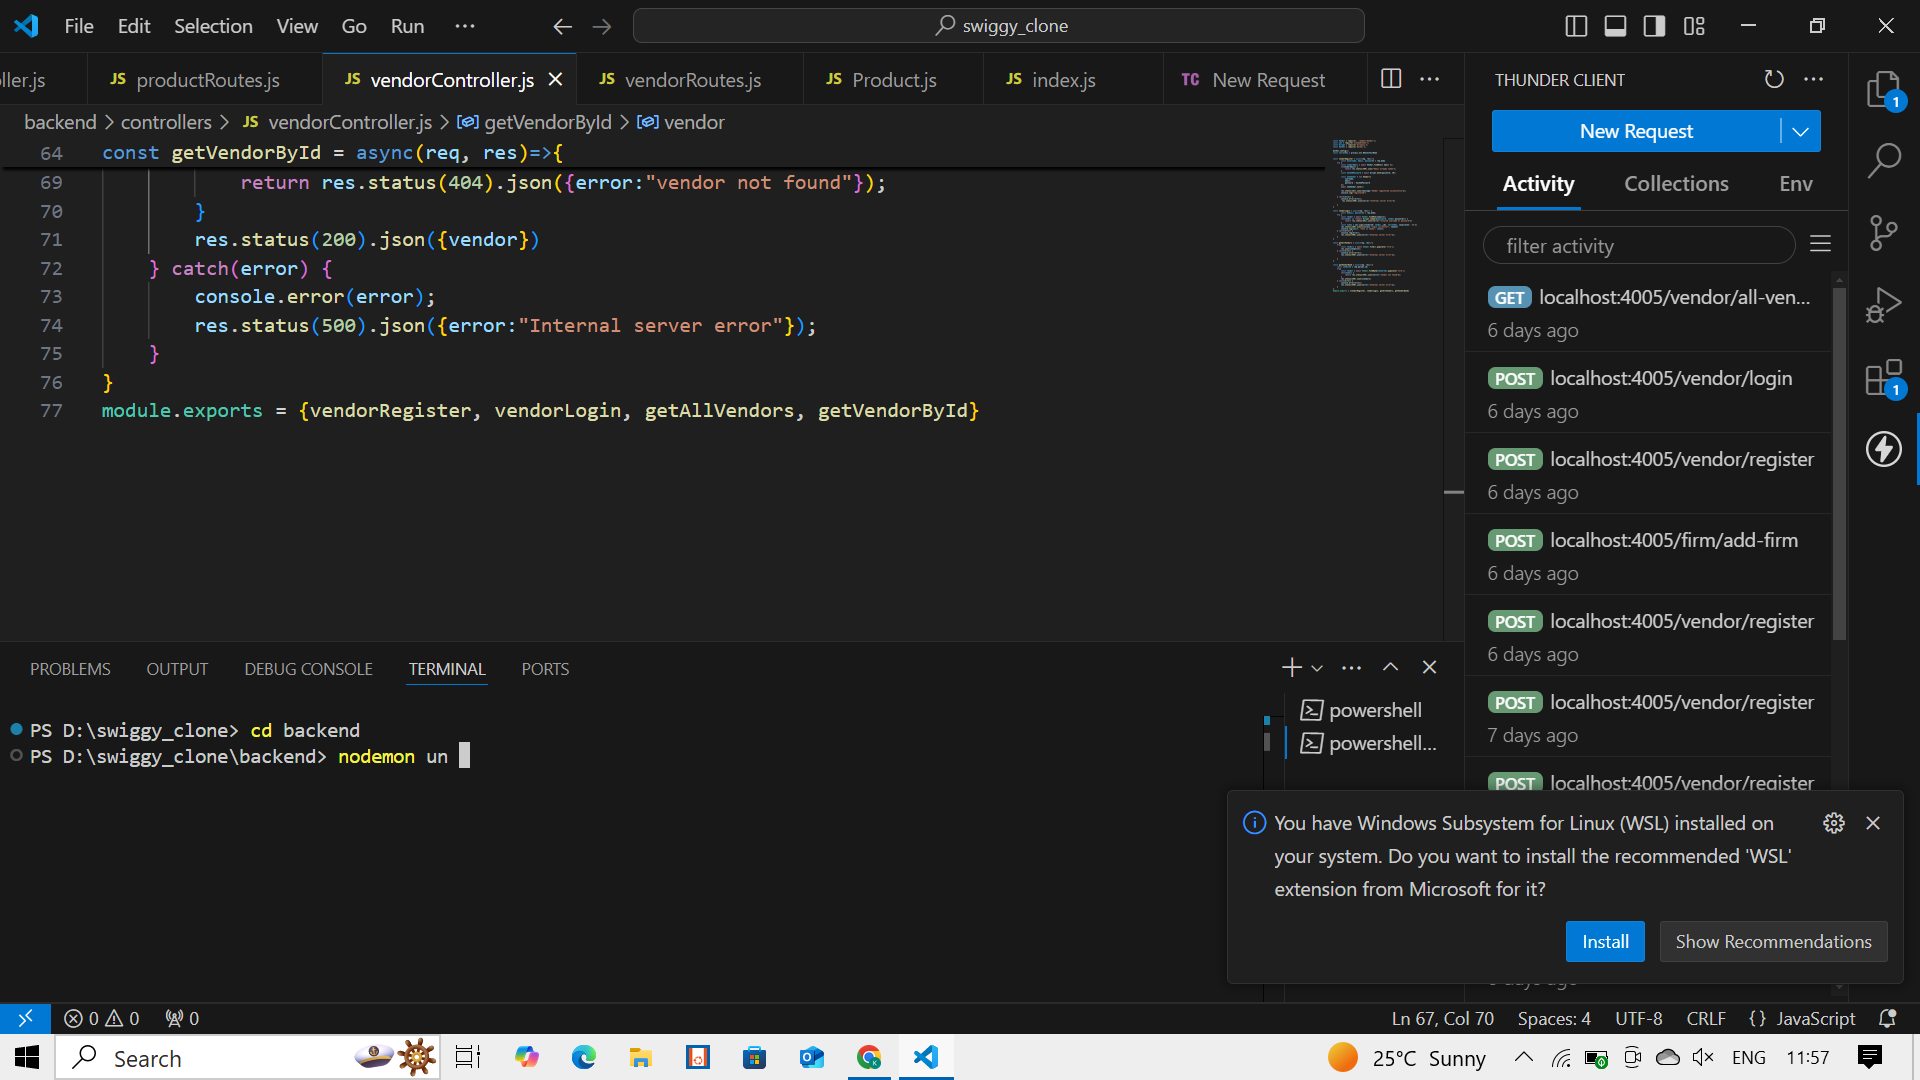 File Edit Selection View Go Run ··· swiggy_clone
ller.js JS productRoutes.js JS vendorController.js JS vendorRoutes.js JS Product.js JS index.js TC New Request
backend > controllers > JS vendorController.js > getVendorById > vendor
64 const getVendorById = async(req, res)=>{
69 return res.status(404).json({error:"vendor not found"});
70 }
71 res.status(200).json({vendor})
72 } catch(error) {
73 console.error(error);
74 res.status(500).json({error:"Internal server error"});
75 }
76 }
77 module.exports = {vendorRegister, vendorLogin, getAllVendors, getVendorById}
PROBLEMS OUTPUT DEBUG CONSOLE TERMINAL PORTS
PS D:\swiggy_clone> cd backend
PS D:\swiggy_clone\backend> nodemon un
powershell
powershell...
THUNDER CLIENT
New Request
Activity Collections Env
filter activity
GET localhost:4005/vendor/all-ven...
6 days ago
POST localhost:4005/vendor/login
6 days ago
POST localhost:4005/vendor/register
6 days ago
POST localhost:4005/firm/add-firm
6 days ago
POST localhost:4005/vendor/register
6 days ago
POST localhost:4005/vendor/register
7 days ago
POST localhost:4005/vendor/register
1
1
You have Windows Subsystem for Linux (WSL) installed on
your system. Do you want to install the recommended 'WSL'
extension from Microsoft for it?
Install Show Recommendations
0 0 0 Ln 67, Col 70 Spaces: 4 UTF-8 CRLF {} JavaScript
Search 25°C Sunny ENG 11:57